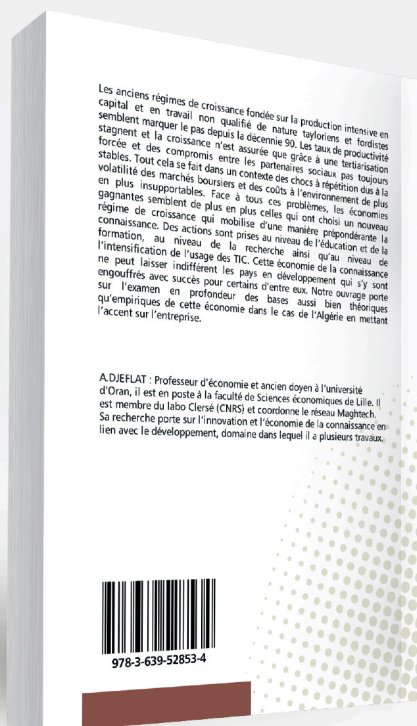 Les anciens régimes de croissance fondée sur la production intensive en
capital et en travail non qualifié de nature tayloriens et fordistes
semblent marquer le pas depuis la décennie 90. Les taux de productivité
stagnent et la croissance n'est assurée que grâce à une tertiarisation
forcée et des compromis entre les partenaires sociaux pas toujours
stables. Tout cela se fait dans un contexte des chocs à répétition dus à la
volatilité des marchés boursiers et des coûts à l'environnement de plus
en plus insupportables. Face à tous ces problèmes, les économies
gagnantes semblent de plus en plus celles qui ont choisi un nouveau
régime de croissance qui mobilise d'une manière prépondérante la
connaissance. Des actions sont prises au niveau de l'éducation et de la
formation, au niveau de la recherche ainsi qu'au niveau de
l'intensification de l'usage des TIC. Cette économie de la connaissance
ne peut laisser indifférent les pays en développement qui s'y sont
engouffrés avec succès pour certains d'entre eux. Notre ouvrage porte
sur l'examen en profondeur des bases aussi bien théoriques
qu'empiriques de cette économie dans le cas de l'Algérie en mettant
l'accent sur l'entreprise.
A.DJEFLAT : Professeur d'économie et ancien doyen à l'université
d'Oran, il est en poste à la faculté de Sciences économiques de Lille. Il
est membre du labo Clersé (CNRS) et coordonne le réseau Maghtech.
Sa recherche porte sur l'innovation et l'économie de la connaissance en
lien avec le développement, domaine dans lequel il a plusieurs travaux.
978-3-639-52853-4